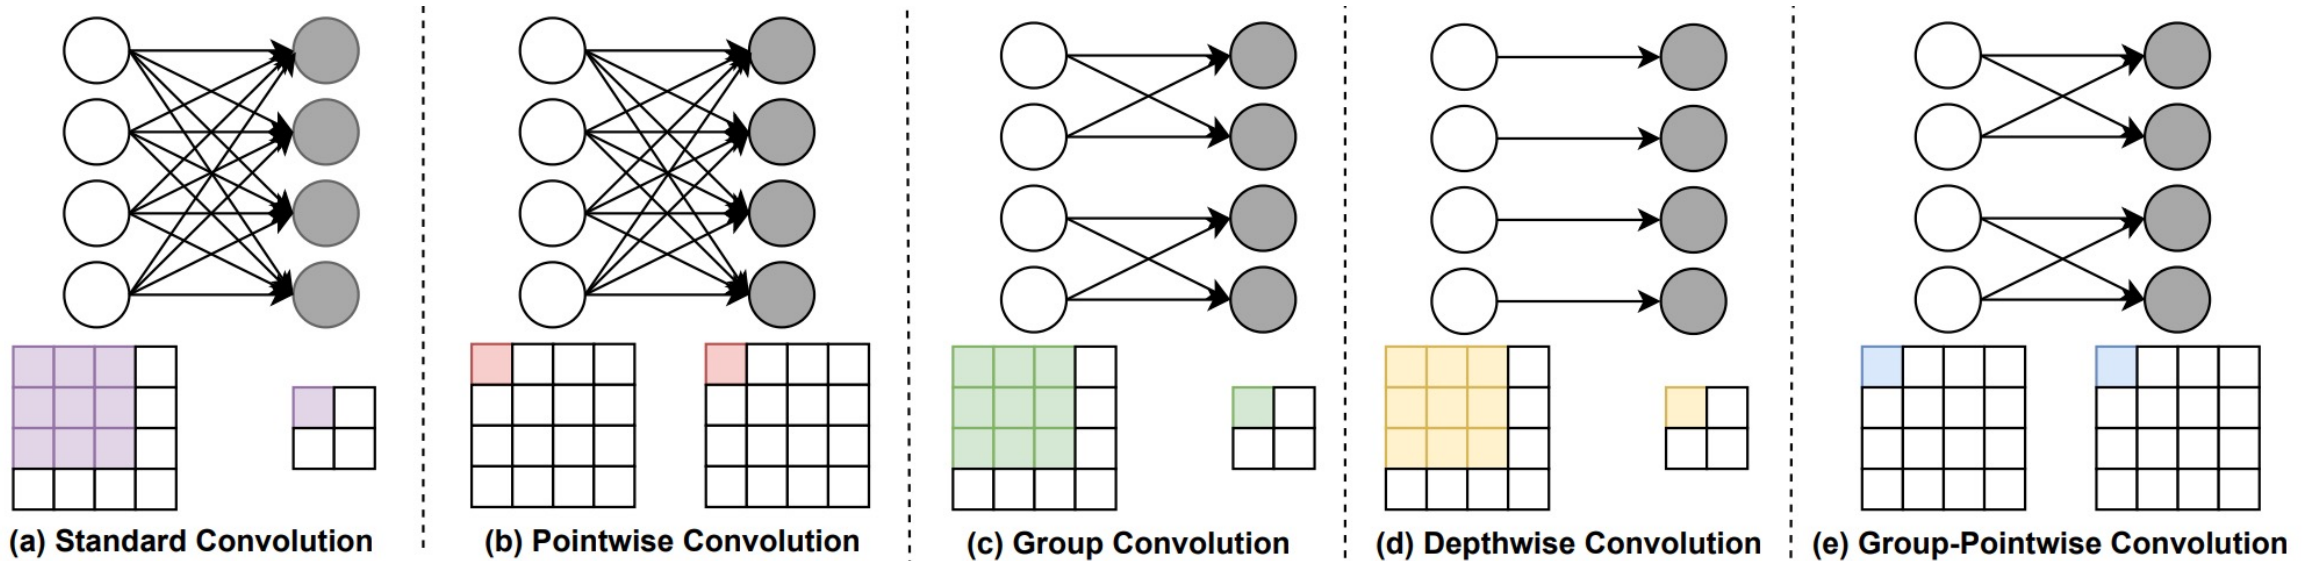 (a) Standard Convolution
(b) Pointwise Convolution
(c) Group Convolution
(d) Depthwise Convolution
(e) Group-Pointwise Convolution